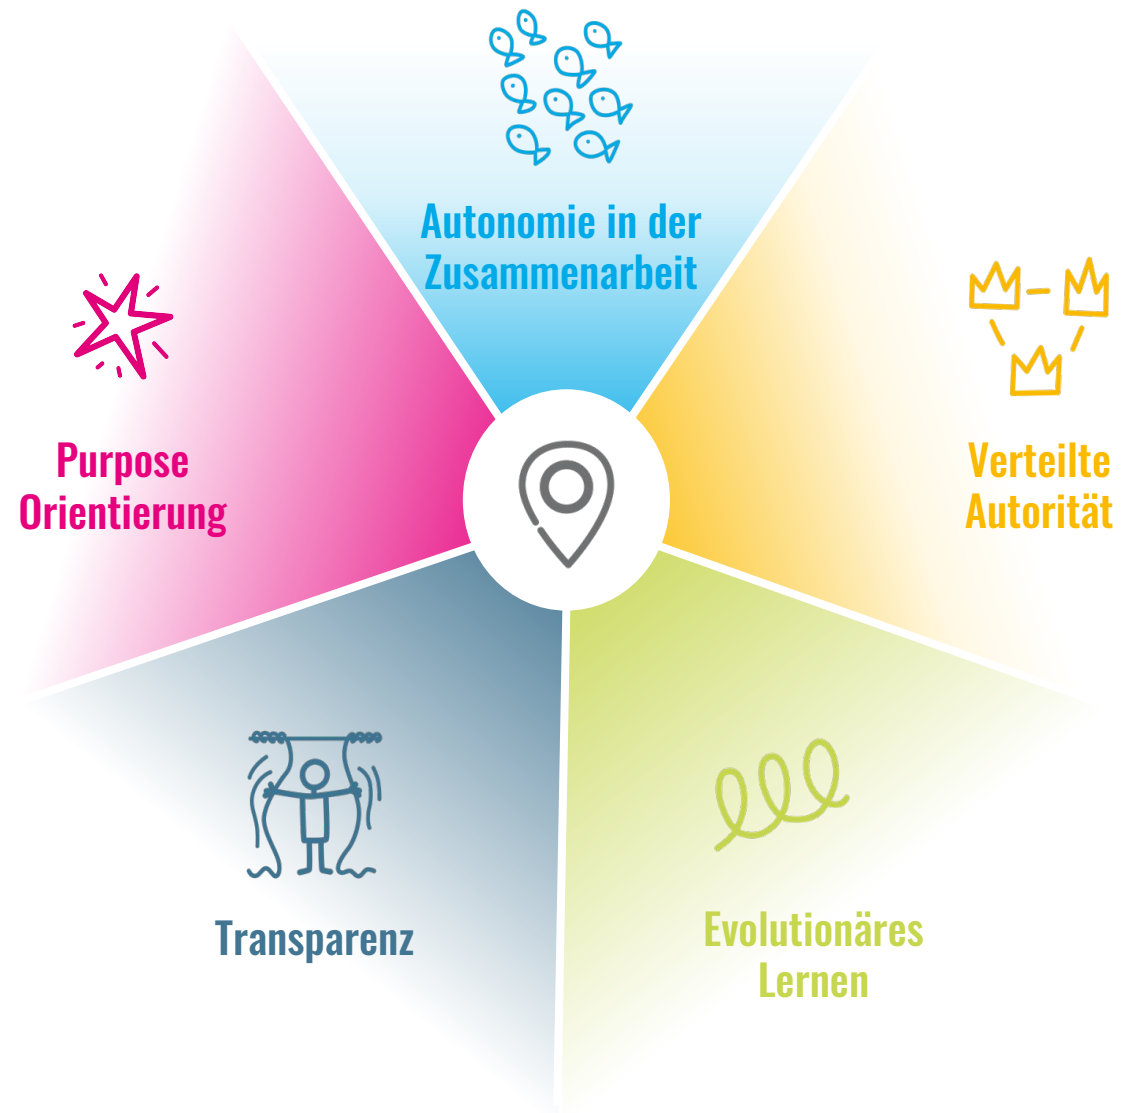 Autonomie in der
Zusammenarbeit
Purpose
Orientierung
Verteilte
Autorität
Transparenz
Evolutionäres
Lernen